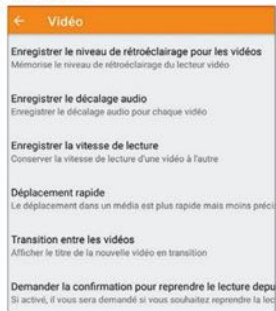 Vidéo
Enregistrer le niveau de rétroéclairage pour les vidéos
Mémorise le niveau de rétroéclairage du lecteur vidéo
Enregistrer le décalage audio
Enregistrer le décalage audio pour chaque vidéo
Enregistrer la vitesse de lecture
Conserver la vitesse de lecture d'une vidéo à l'autre
Déplacement rapide
Le déplacement dans un média est plus rapide mais moins préci
Transition entre les vidéos
Afficher le titre de la nouvelle vidéo en transition
Demander la confirmation pour reprendre le lecture depu
Si activé, il vous sera demandé si vous souhaitez reprendre la lec